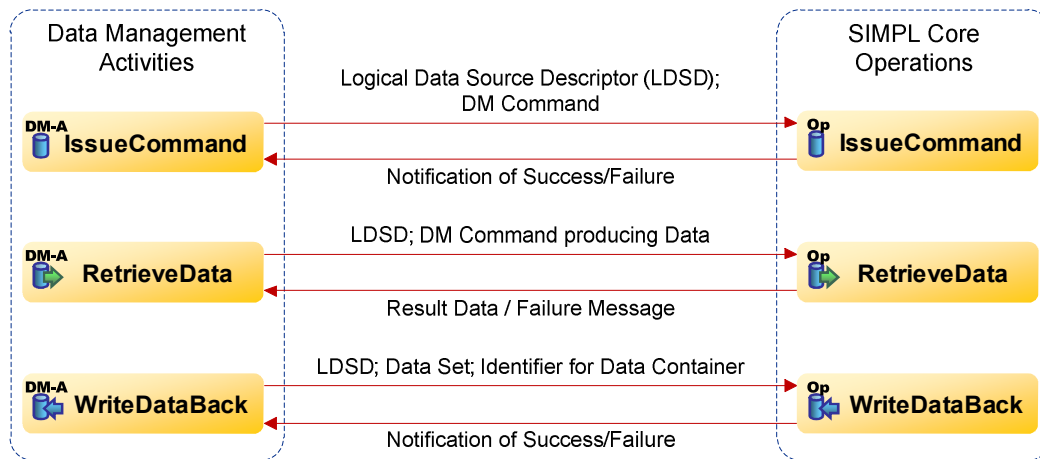 Data Management
Activities
SIMPL Core
Operations
Logical Data Source Descriptor (LDSD);
DM Command
DM-A
IssueCommand
Op
IssueCommand
Notification of Success/Failure
LDSD; DM Command producing Data
DM-A
RetrieveData
Op
RetrieveData
Result Data / Failure Message
LDSD; Data Set; Identifier for Data Container
DM-A
WriteDataBack
Op
WriteDataBack
Notification of Success/Failure